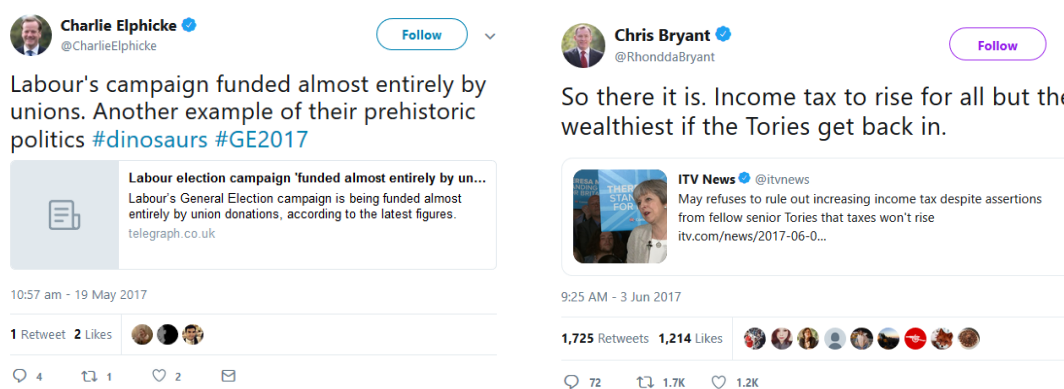 Charlie Elphicke
@CharlieElphicke
Follow
Labour's campaign funded almost entirely by
unions. Another example of their prehistoric
politics #dinosaurs #GE2017
Labour election campaign 'funded almost entirely by un...
Labour's General Election campaign is being funded almost
entirely by union donations, according to the latest figures.
telegraph.co.uk
10:57 am - 19 May 2017
1 Retweet 2 Likes
4 1 2
Chris Bryant
@RhonddaBryant
Follow
So there it is. Income tax to rise for all but the
wealthiest if the Tories get back in.
ITV News @itvnews
May refuses to rule out increasing income tax despite assertions
from fellow senior Tories that taxes won't rise
itv.com/news/2017-06-0...
9:25 AM - 3 Jun 2017
1,725 Retweets 1,214 Likes
72 1.7K 1.2K